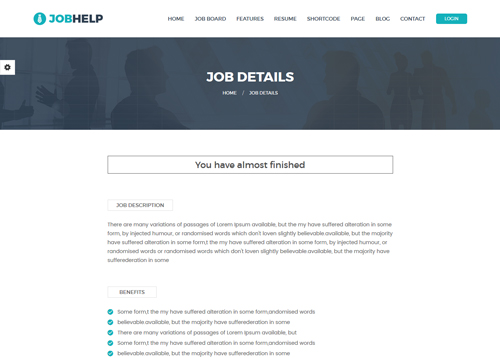 JOBHELP
HOME JOB BOARD FEATURES RESUME SHORTCODE PAGE BLOG CONTACT LOGIN
JOB DETAILS
HOME / JOB DETAILS
You have almost finished
JOB DESCRIPTION
There are many variations of passages of Lorem Ipsum available, but the my have suffered alteration in some
form, by injected humour, or randomised words which don't loven slightly believable.available, but the majority
have suffered alteration in some form,t the my have suffered alteration in some form, by injected humour, or
randomised words or randomised words which don't loven slightly believable.available, but the majority have
sufferederation in some
BENEFITS
Some form,t the my have suffered alteration in some form,andomised words
believable.available, but the majority have sufferederation in some
There are many variations of passages of Lorem Ipsum available, but
Some form,t the my have suffered alteration in some form,andomised words
believable.available, but the majority have sufferederation in some